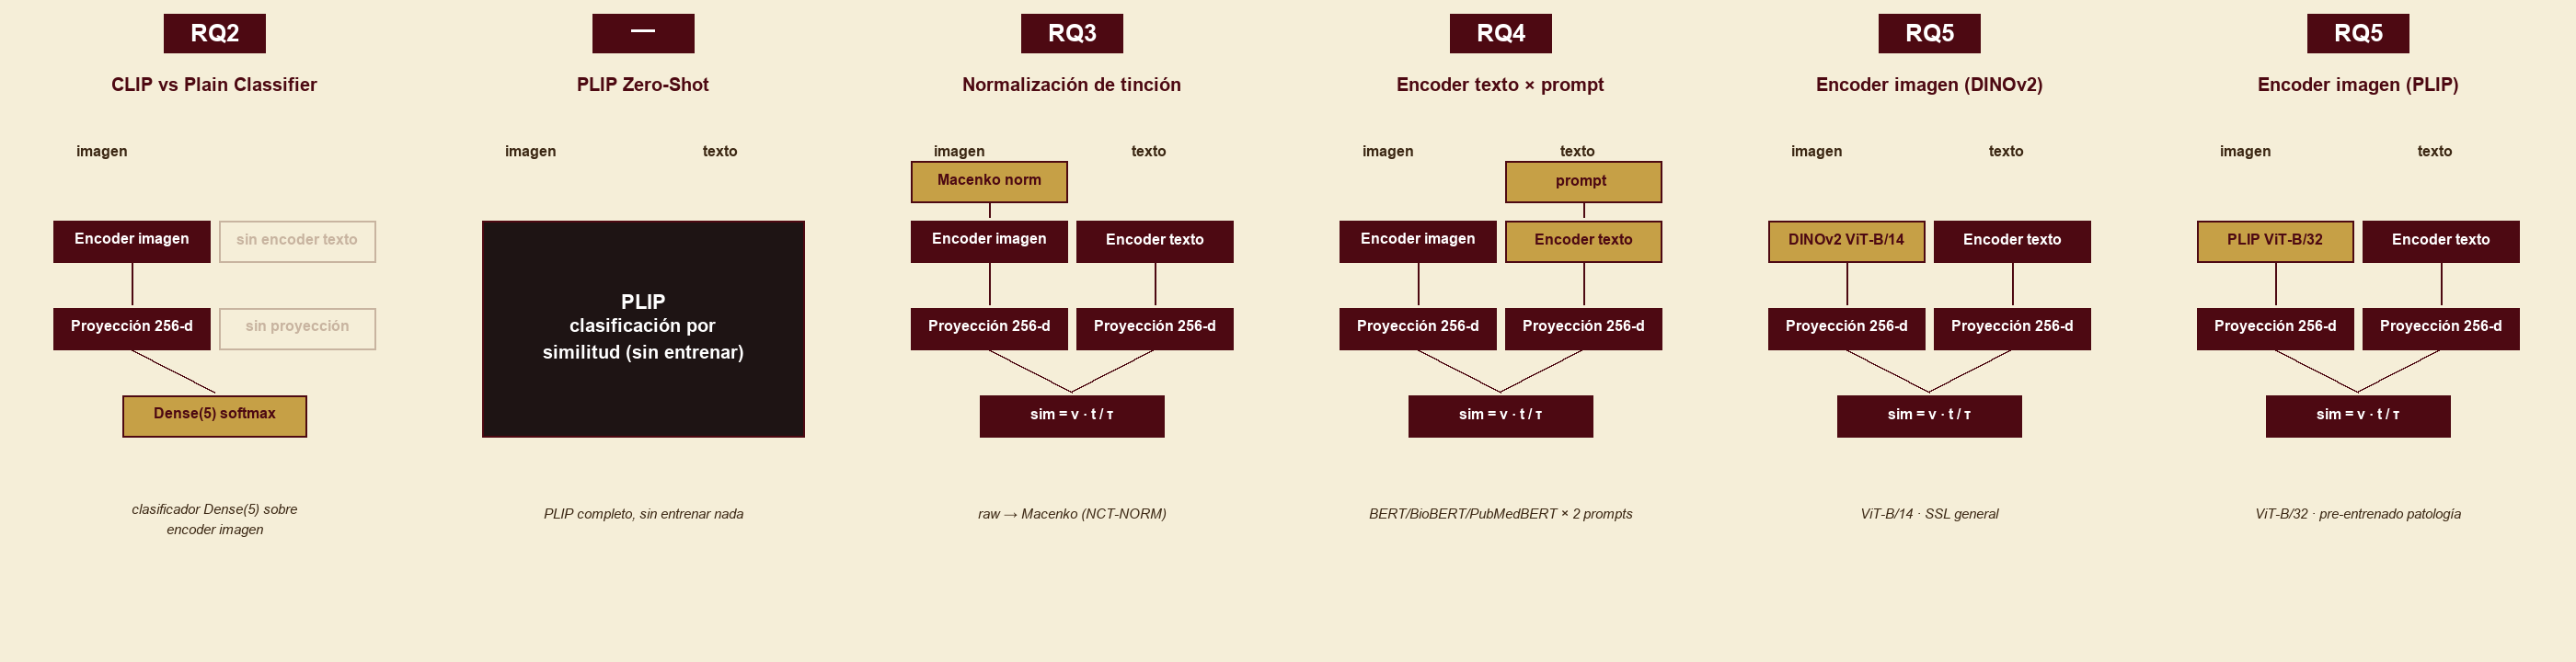 RQ2
CLIP vs Plain Classifier
imagen
Encoder imagen
sin encoder texto
Proyección 256-d
sin proyección
Dense(5) softmax
clasificador Dense(5) sobre
encoder imagen
—
PLIP Zero-Shot
imagen
texto
PLIP
clasificación por
similitud (sin entrenar)
PLIP completo, sin entrenar nada
RQ3
Normalización de tinción
imagen
texto
Macenko norm
Encoder imagen
Encoder texto
Proyección 256-d
Proyección 256-d
sim = v · t / τ
raw → Macenko (NCT-NORM)
RQ4
Encoder texto × prompt
imagen
texto
prompt
Encoder imagen
Encoder texto
Proyección 256-d
Proyección 256-d
sim = v · t / τ
BERT/BioBERT/PubMedBERT × 2 prompts
RQ5
Encoder imagen (DINOv2)
imagen
texto
DINOv2 ViT-B/14
Encoder texto
Proyección 256-d
Proyección 256-d
sim = v · t / τ
ViT-B/14 · SSL general
RQ5
Encoder imagen (PLIP)
imagen
texto
PLIP ViT-B/32
Encoder texto
Proyección 256-d
Proyección 256-d
sim = v · t / τ
ViT-B/32 · pre-entrenado patología